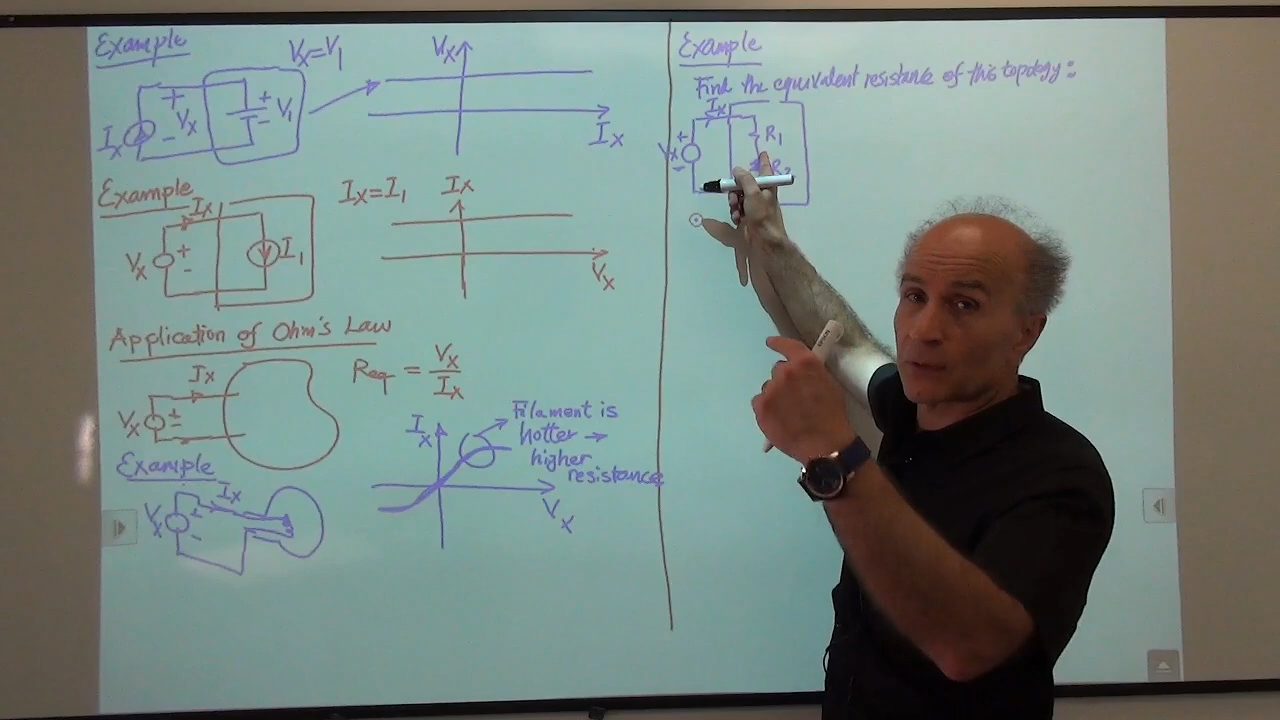 Example
Vx=V1
Vx
Ix
+
Vx
-
+
V1
-
Ix
Example
Ix
Ix=I1
Ix
Vx
+
-
I1
Vx
Application of Ohm's Law
Ix
Vx
±
Req = Vx
Ix
Example
Ix
Vx
-
Ix
Filament is
hotter →
higher
resistance
Vx
Example
Find the equivalent resistance of this topology:
Ix
+
Vx
-
R1
R2